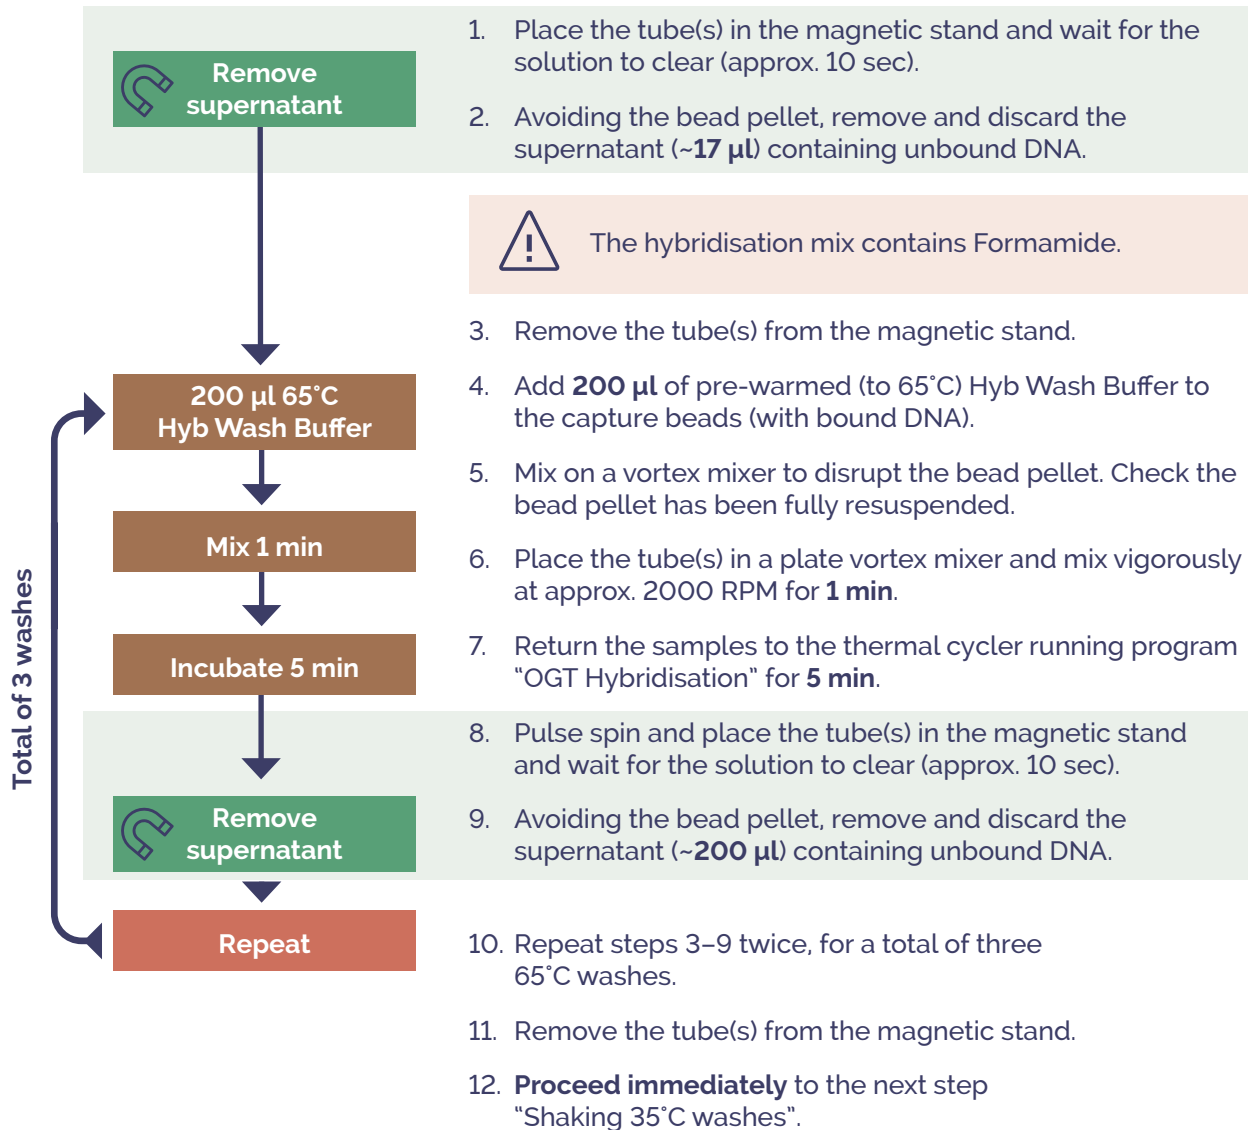 Remove
supernatant
1. Place the tube(s) in the magnetic stand and wait for the
solution to clear (approx. 10 sec).
2. Avoiding the bead pellet, remove and discard the
supernatant (~17 µl) containing unbound DNA.
The hybridisation mix contains Formamide.
3. Remove the tube(s) from the magnetic stand.
200 µl 65°C
Hyb Wash Buffer
4. Add 200 µl of pre-warmed (to 65°C) Hyb Wash Buffer to
the capture beads (with bound DNA).
5. Mix on a vortex mixer to disrupt the bead pellet. Check the
bead pellet has been fully resuspended.
Mix 1 min
6. Place the tube(s) in a plate vortex mixer and mix vigorously
at approx. 2000 RPM for 1 min.
Total of 3 washes
Incubate 5 min
7. Return the samples to the thermal cycler running program
"OGT Hybridisation" for 5 min.
8. Pulse spin and place the tube(s) in the magnetic stand
and wait for the solution to clear (approx. 10 sec).
Remove
supernatant
9. Avoiding the bead pellet, remove and discard the
supernatant (~200 µl) containing unbound DNA.
Repeat
10. Repeat steps 3–9 twice, for a total of three
65°C washes.
11. Remove the tube(s) from the magnetic stand.
12. Proceed immediately to the next step
"Shaking 35°C washes".